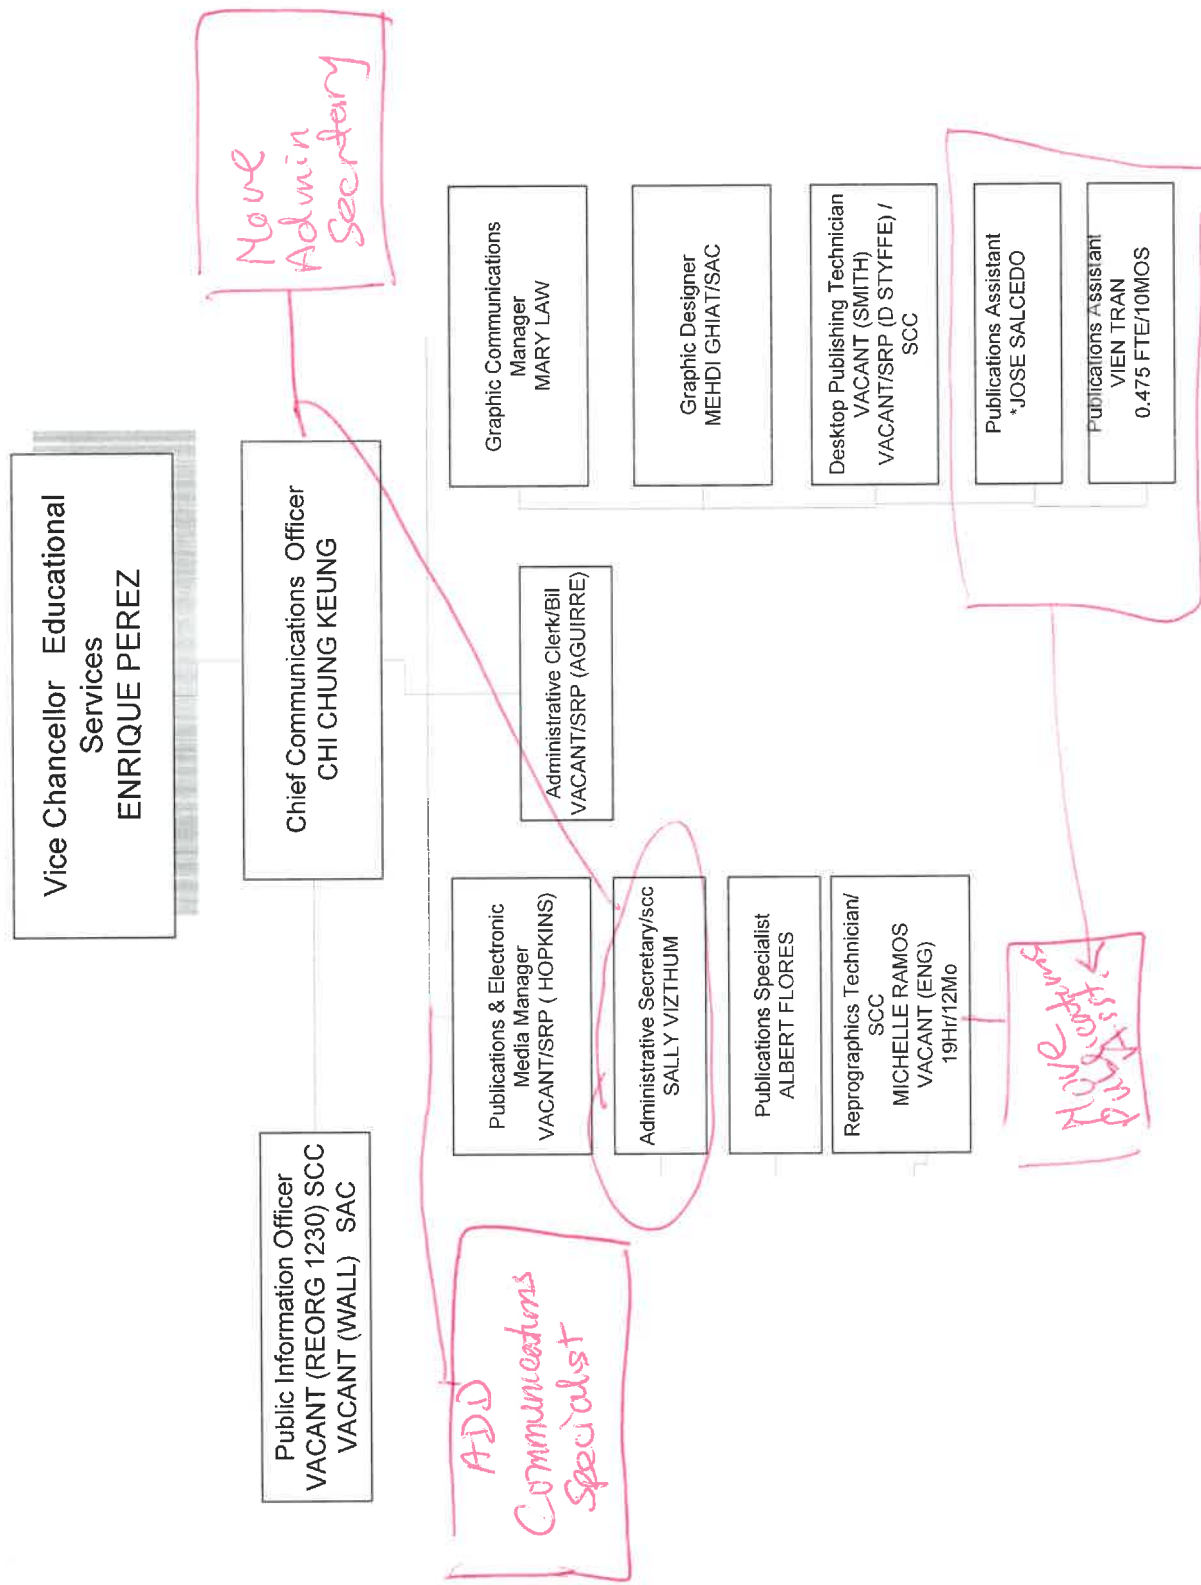 Vice Chancellor Educational
Services
ENRIQUE PEREZ
Chief Communications Officer
CHI CHUNG KEUNG
Move
Admin
Secretary
Public Information Officer
VACANT (REORG 1230) SCC
VACANT (WALL) SAC
ADD
Communications
Specialist
Publications & Electronic
Media Manager
VACANT/SRP ( HOPKINS)
Administrative Secretary/scc
SALLY VIZTHUM
Publications Specialist
ALBERT FLORES
Reprographics Technician/
SCC
MICHELLE RAMOS
VACANT (ENG)
19Hr/12Mo
Move
Publications
Asst.
Administrative Clerk/Bil
VACANT/SRP (AGUIRRE)
Graphic Communications
Manager
MARY LAW
Graphic Designer
MEHDI GHIAT/SAC
Desktop Publishing Technician
VACANT (SMITH)
VACANT/SRP (D STYFFE) /
SCC
Publications Assistant
*JOSE SALCEDO
Publications Assistant
VIEN TRAN
0.475 FTE/10MOS